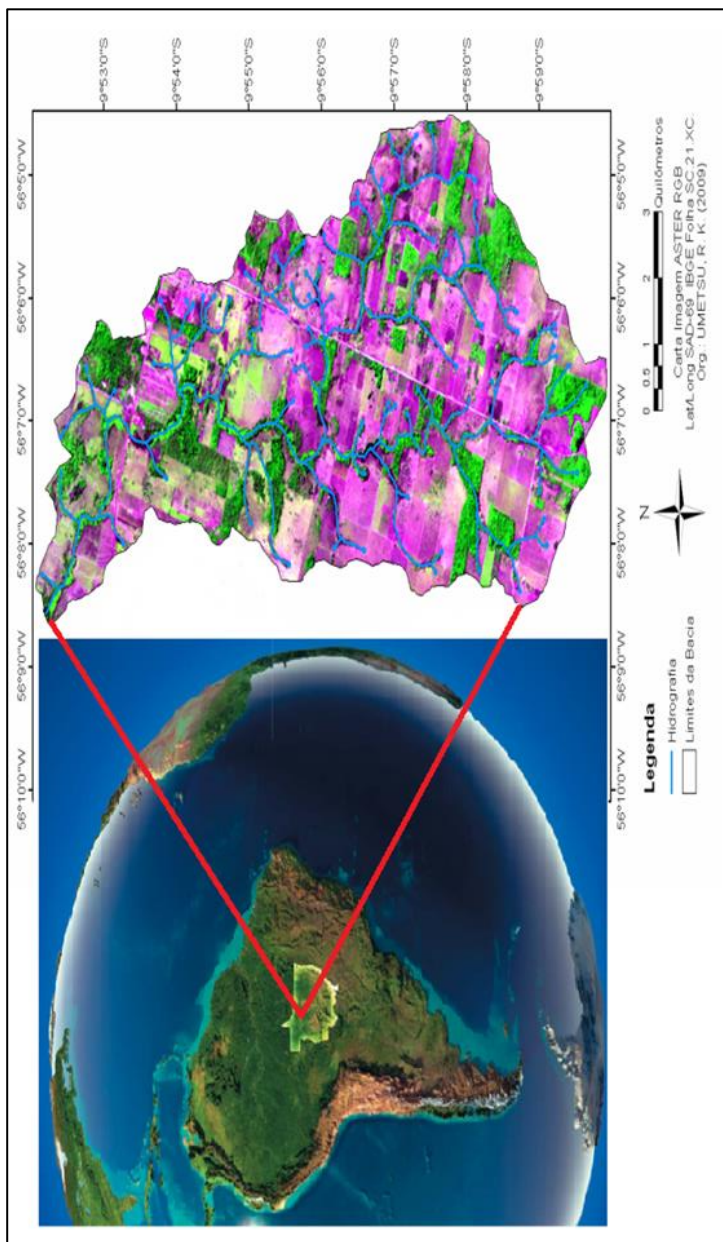 56°10'0"W 56°9'0"W 56°8'0"W 56°7'0"W 56°6'0"W 56°5'0"W
9°53'0"S
9°54'0"S
9°55'0"S
9°56'0"S
9°57'0"S
9°58'0"S
9°59'0"S
56°10'0"W 56°9'0"W 56°8'0"W 56°7'0"W 56°6'0"W 56°5'0"W
Legenda
Hidrografia
Limites da Bacia
N
0 0.5 1 2 3
Quilômetros
Carta Imagem ASTER RGB
Lat/Long SAD-69 IBGE Folha SC.21.XC.
Org.: UMETSU, R. K. (2009)